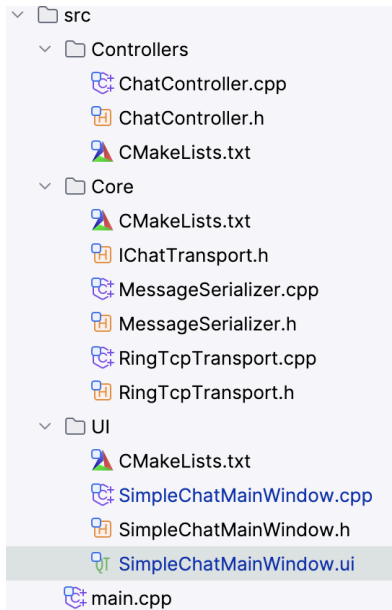 src
Controllers
ChatController.cpp
ChatController.h
CMakeLists.txt
Core
CMakeLists.txt
IChatTransport.h
MessageSerializer.cpp
MessageSerializer.h
RingTcpTransport.cpp
RingTcpTransport.h
UI
CMakeLists.txt
SimpleChatMainWindow.cpp
SimpleChatMainWindow.h
SimpleChatMainWindow.ui
main.cpp